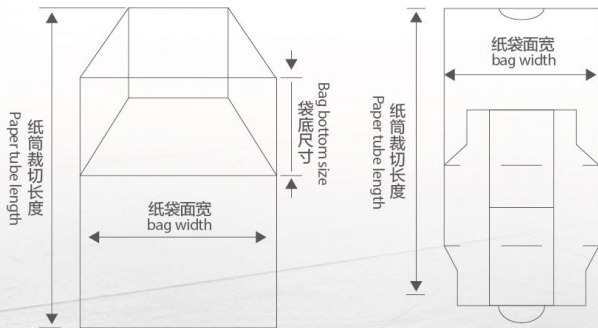 纸筒裁切长度
Paper tube length
Bag bottom size
袋底尺寸
纸袋面宽
bag width
纸袋面宽
bag width
纸筒裁切长度
Paper tube length